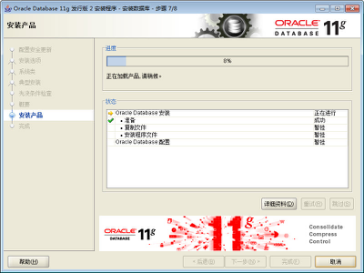 Oracle Database 11g 发行版 2 安装程序 - 安装数据库 - 步骤 7/8
安装产品
ORACLE
DATABASE 11g
配置安全更新
安装选项
系统类
典型安装
先决条件检查
概要
安装产品
完成
进度
0%
正在加载产品, 请稍候。
状态
Oracle Database 安装 正在进行
• 准备 成功
• 复制文件 暂挂
• 安装程序文件 暂挂
Oracle Database 配置 暂挂
详细资料(D)
重试(R)
跳过(S)
ORACLE
DATABASE 11g
11g
Consolidate
Compress
Control
帮助(H)
< 后退(B)
下一步(N) >
完成(F)
取消